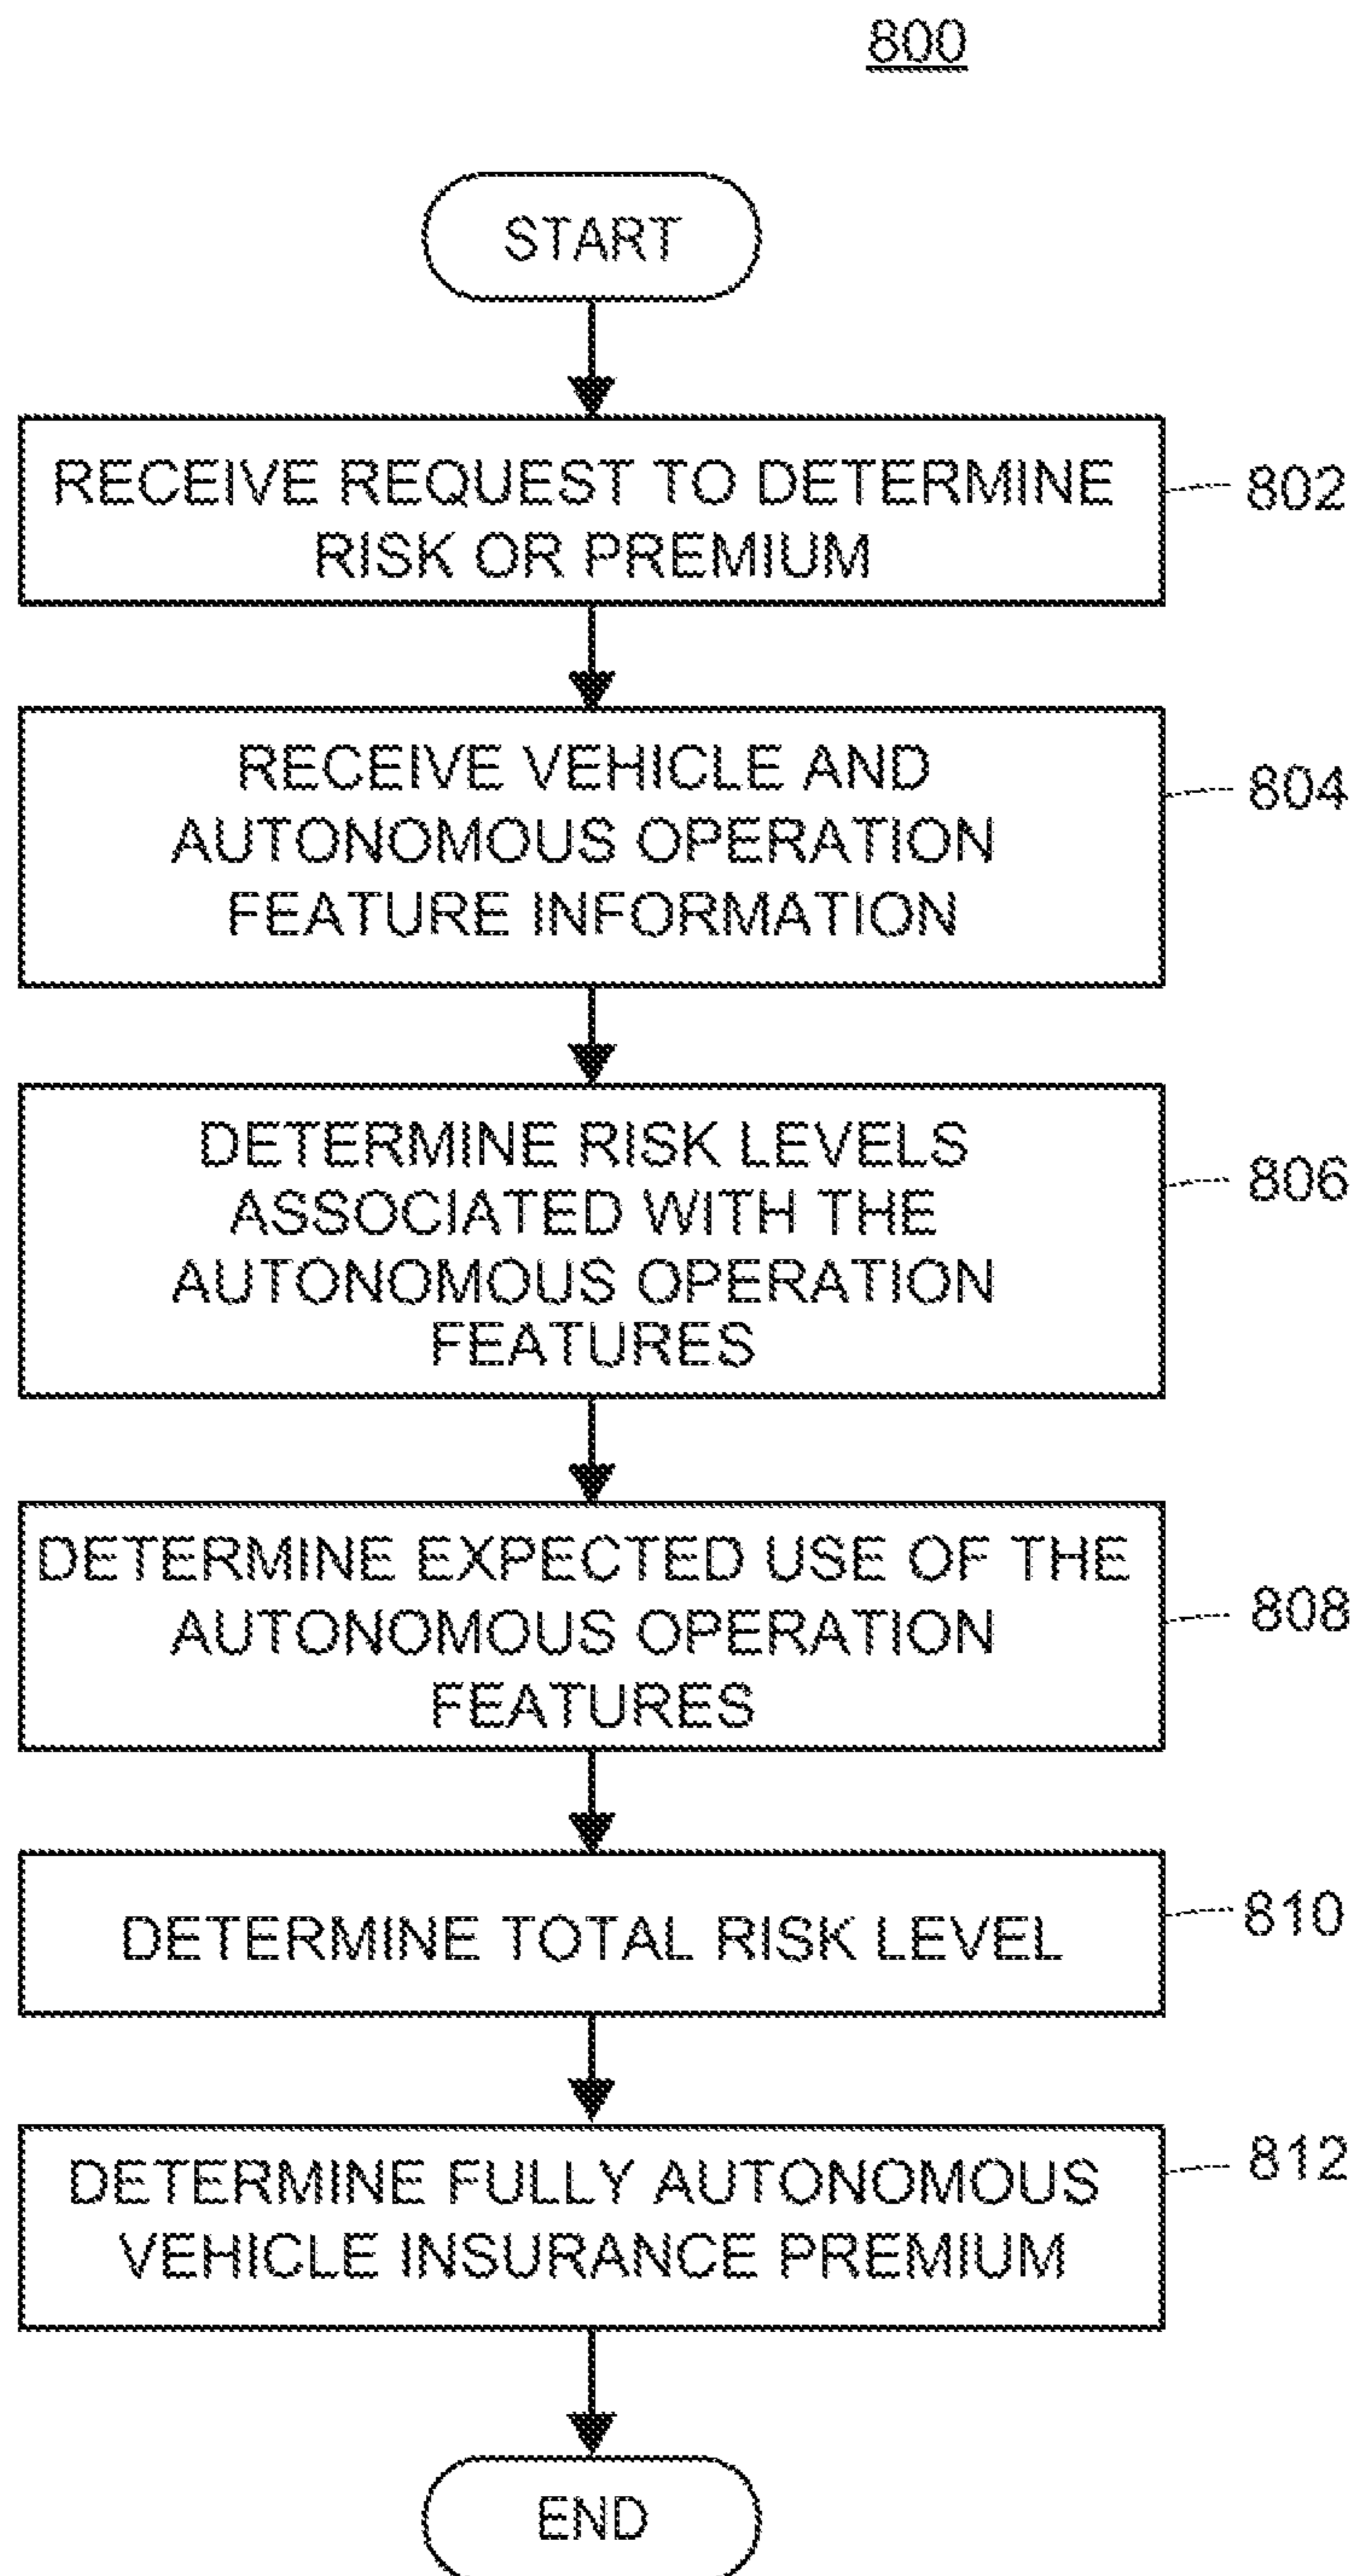 800
START
RECEIVE REQUEST TO DETERMINE
RISK OR PREMIUM
802
RECEIVE VEHICLE AND
AUTONOMOUS OPERATION
FEATURE INFORMATION
804
DETERMINE RISK LEVELS
ASSOCIATED WITH THE
AUTONOMOUS OPERATION
FEATURES
806
DETERMINE EXPECTED USE OF THE
AUTONOMOUS OPERATION
FEATURES
808
DETERMINE TOTAL RISK LEVEL
810
DETERMINE FULLY AUTONOMOUS
VEHICLE INSURANCE PREMIUM
812
END